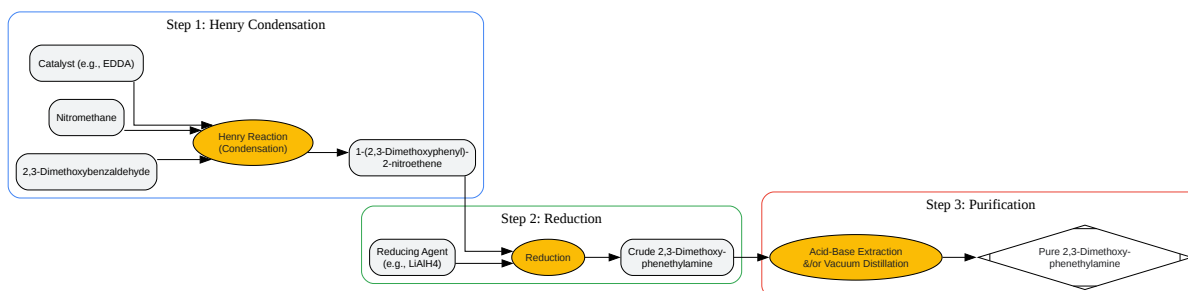 Step 1: Henry Condensation
Catalyst (e.g., EDDA)
Nitromethane
2,3-Dimethoxybenzaldehyde
Henry Reaction
(Condensation)
1-(2,3-Dimethoxyphenyl)-
2-nitroethene
Step 2: Reduction
Reducing Agent
(e.g., LiAlH4)
Reduction
Crude 2,3-Dimethoxy-
phenethylamine
Step 3: Purification
Acid-Base Extraction
&/or Vacuum Distillation
Pure 2,3-Dimethoxy-
phenethylamine